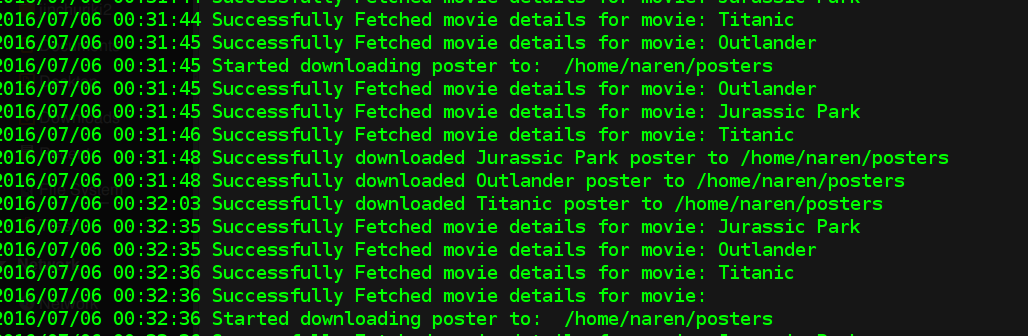 2016/07/06 00:31:44 Successfully Fetched movie details for movie: Titanic
2016/07/06 00:31:45 Successfully Fetched movie details for movie: Outlander
2016/07/06 00:31:45 Started downloading poster to:  /home/naren/posters
2016/07/06 00:31:45 Successfully Fetched movie details for movie: Outlander
2016/07/06 00:31:45 Successfully Fetched movie details for movie: Jurassic Park
2016/07/06 00:31:46 Successfully Fetched movie details for movie: Titanic
2016/07/06 00:31:48 Successfully downloaded Jurassic Park poster to /home/naren/posters
2016/07/06 00:31:48 Successfully downloaded Outlander poster to /home/naren/posters
2016/07/06 00:32:03 Successfully downloaded Titanic poster to /home/naren/posters
2016/07/06 00:32:35 Successfully Fetched movie details for movie: Jurassic Park
2016/07/06 00:32:35 Successfully Fetched movie details for movie: Outlander
2016/07/06 00:32:36 Successfully Fetched movie details for movie: Titanic
2016/07/06 00:32:36 Successfully Fetched movie details for movie:
2016/07/06 00:32:36 Started downloading poster to:  /home/naren/posters